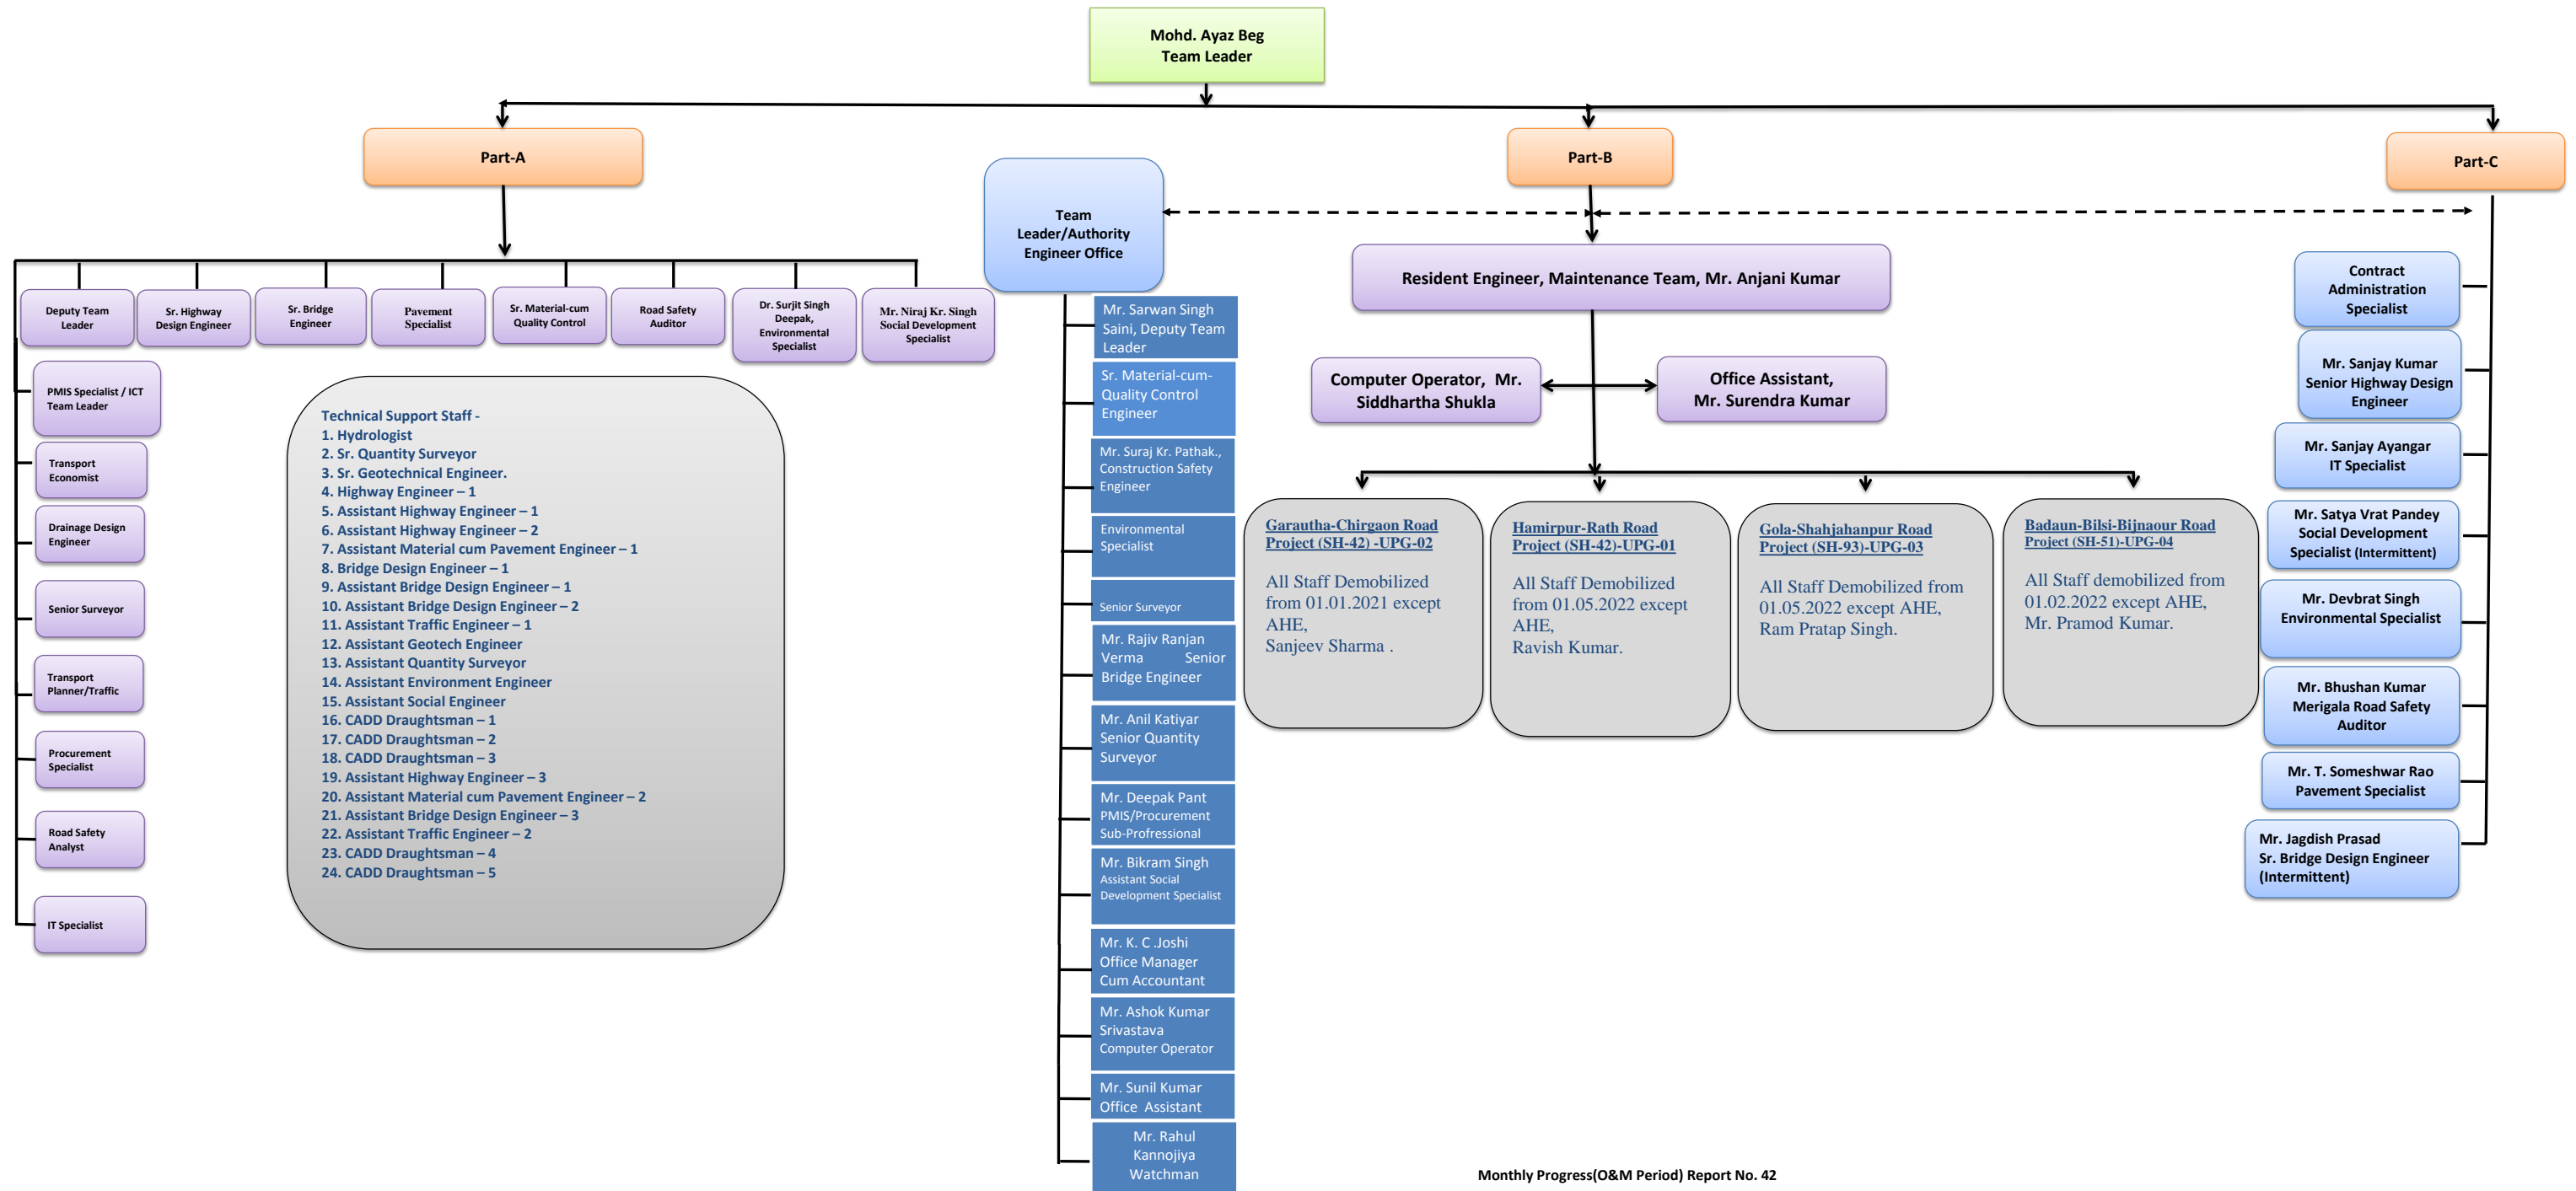 Mohd. Ayaz Beg
Team Leader
Part-A
Part-B
Part-C
Deputy Team
Leader
Sr. Highway
Design Engineer
Sr. Bridge
Engineer
Pavement
Specialist
Sr. Material-cum
Quality Control
Road Safety
Auditor
Dr. Surjit Singh
Deepak,
Environmental
Specialist
Mr. Niraj Kr. Singh
Social Development
Specialist
PMIS Specialist / ICT
Team Leader
Transport
Economist
Drainage Design
Engineer
Senior Surveyor
Transport
Planner/Traffic
Procurement
Specialist
Road Safety
Analyst
IT Specialist
Technical Support Staff -
1. Hydrologist
2. Sr. Quantity Surveyor
3. Sr. Geotechnical Engineer.
4. Highway Engineer – 1
5. Assistant Highway Engineer – 1
6. Assistant Highway Engineer – 2
7. Assistant Material cum Pavement Engineer – 1
8. Bridge Design Engineer – 1
9. Assistant Bridge Design Engineer – 1
10. Assistant Bridge Design Engineer – 2
11. Assistant Traffic Engineer – 1
12. Assistant Geotech Engineer
13. Assistant Quantity Surveyor
14. Assistant Environment Engineer
15. Assistant Social Engineer
16. CADD Draughtsman – 1
17. CADD Draughtsman – 2
18. CADD Draughtsman – 3
19. Assistant Highway Engineer – 3
20. Assistant Material cum Pavement Engineer – 2
21. Assistant Bridge Design Engineer – 3
22. Assistant Traffic Engineer – 2
23. CADD Draughtsman – 4
24. CADD Draughtsman – 5
Team
Leader/Authority
Engineer Office
Mr. Sarwan Singh
Saini, Deputy Team
Leader
Sr. Material-cum-
Quality Control
Engineer
Mr. Suraj Kr. Pathak.,
Construction Safety
Engineer
Environmental
Specialist
Senior Surveyor
Mr. Rajiv Ranjan
Verma Senior
Bridge Engineer
Mr. Anil Katiyar
Senior Quantity
Surveyor
Mr. Deepak Pant
PMIS/Procurement
Sub-Profressional
Mr. Bikram Singh
Assistant Social
Development Specialist
Mr. K. C .Joshi
Office Manager
Cum Accountant
Mr. Ashok Kumar
Srivastava
Computer Operator
Mr. Sunil Kumar
Office Assistant
Mr. Rahul
Kannojiya
Watchman
Resident Engineer, Maintenance Team, Mr. Anjani Kumar
Computer Operator, Mr.
Siddhartha Shukla
Office Assistant,
Mr. Surendra Kumar
Garautha-Chirgaon Road
Project (SH-42) -UPG-02
All Staff Demobilized
from 01.01.2021 except
AHE,
Sanjeev Sharma .
Hamirpur-Rath Road
Project (SH-42)-UPG-01
All Staff Demobilized
from 01.05.2022 except
AHE,
Ravish Kumar.
Gola-Shahjahanpur Road
Project (SH-93)-UPG-03
All Staff Demobilized from
01.05.2022 except AHE,
Ram Pratap Singh.
Badaun-Bilsi-Bijnaour Road
Project (SH-51)-UPG-04
All Staff demobilized from
01.02.2022 except AHE,
Mr. Pramod Kumar.
Contract
Administration
Specialist
Mr. Sanjay Kumar
Senior Highway Design
Engineer
Mr. Sanjay Ayangar
IT Specialist
Mr. Satya Vrat Pandey
Social Development
Specialist (Intermittent)
Mr. Devbrat Singh
Environmental Specialist
Mr. Bhushan Kumar
Merigala Road Safety
Auditor
Mr. T. Someshwar Rao
Pavement Specialist
Mr. Jagdish Prasad
Sr. Bridge Design Engineer
(Intermittent)
Monthly Progress(O&M Period) Report No. 42